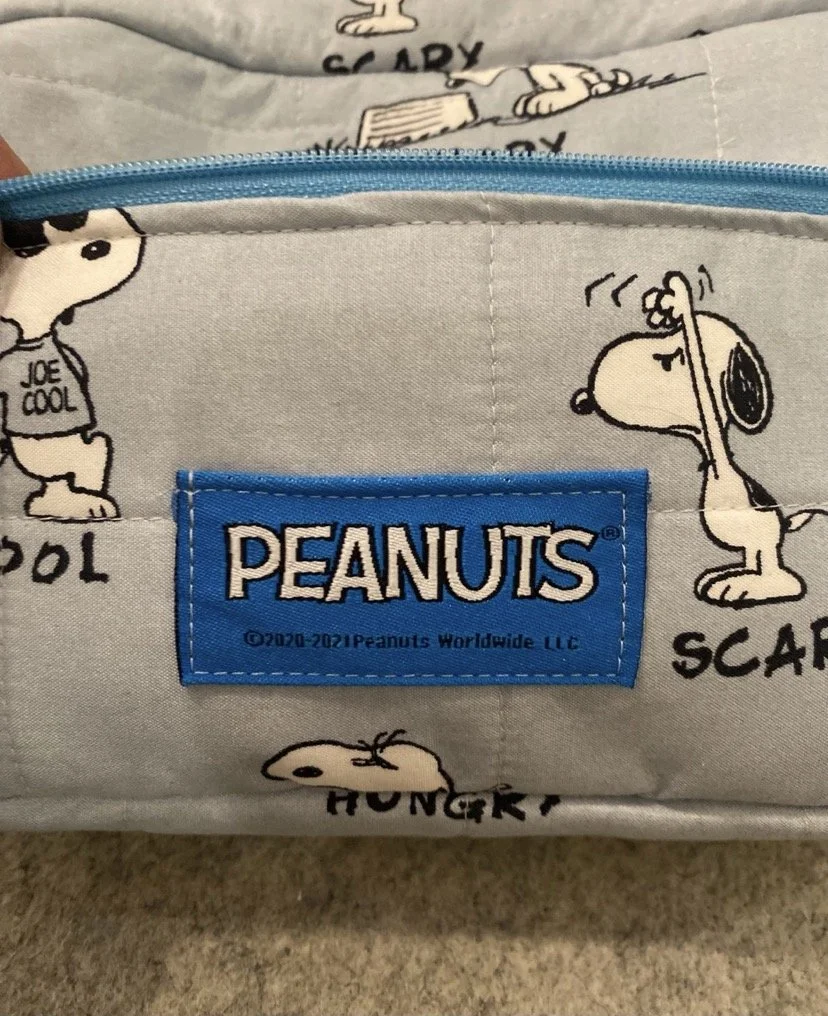 SCARY
JOE
COOL
OOL
PEANUTS®
©2020-2021 Peanuts Worldwide LLC
SCAR
HUNGRY